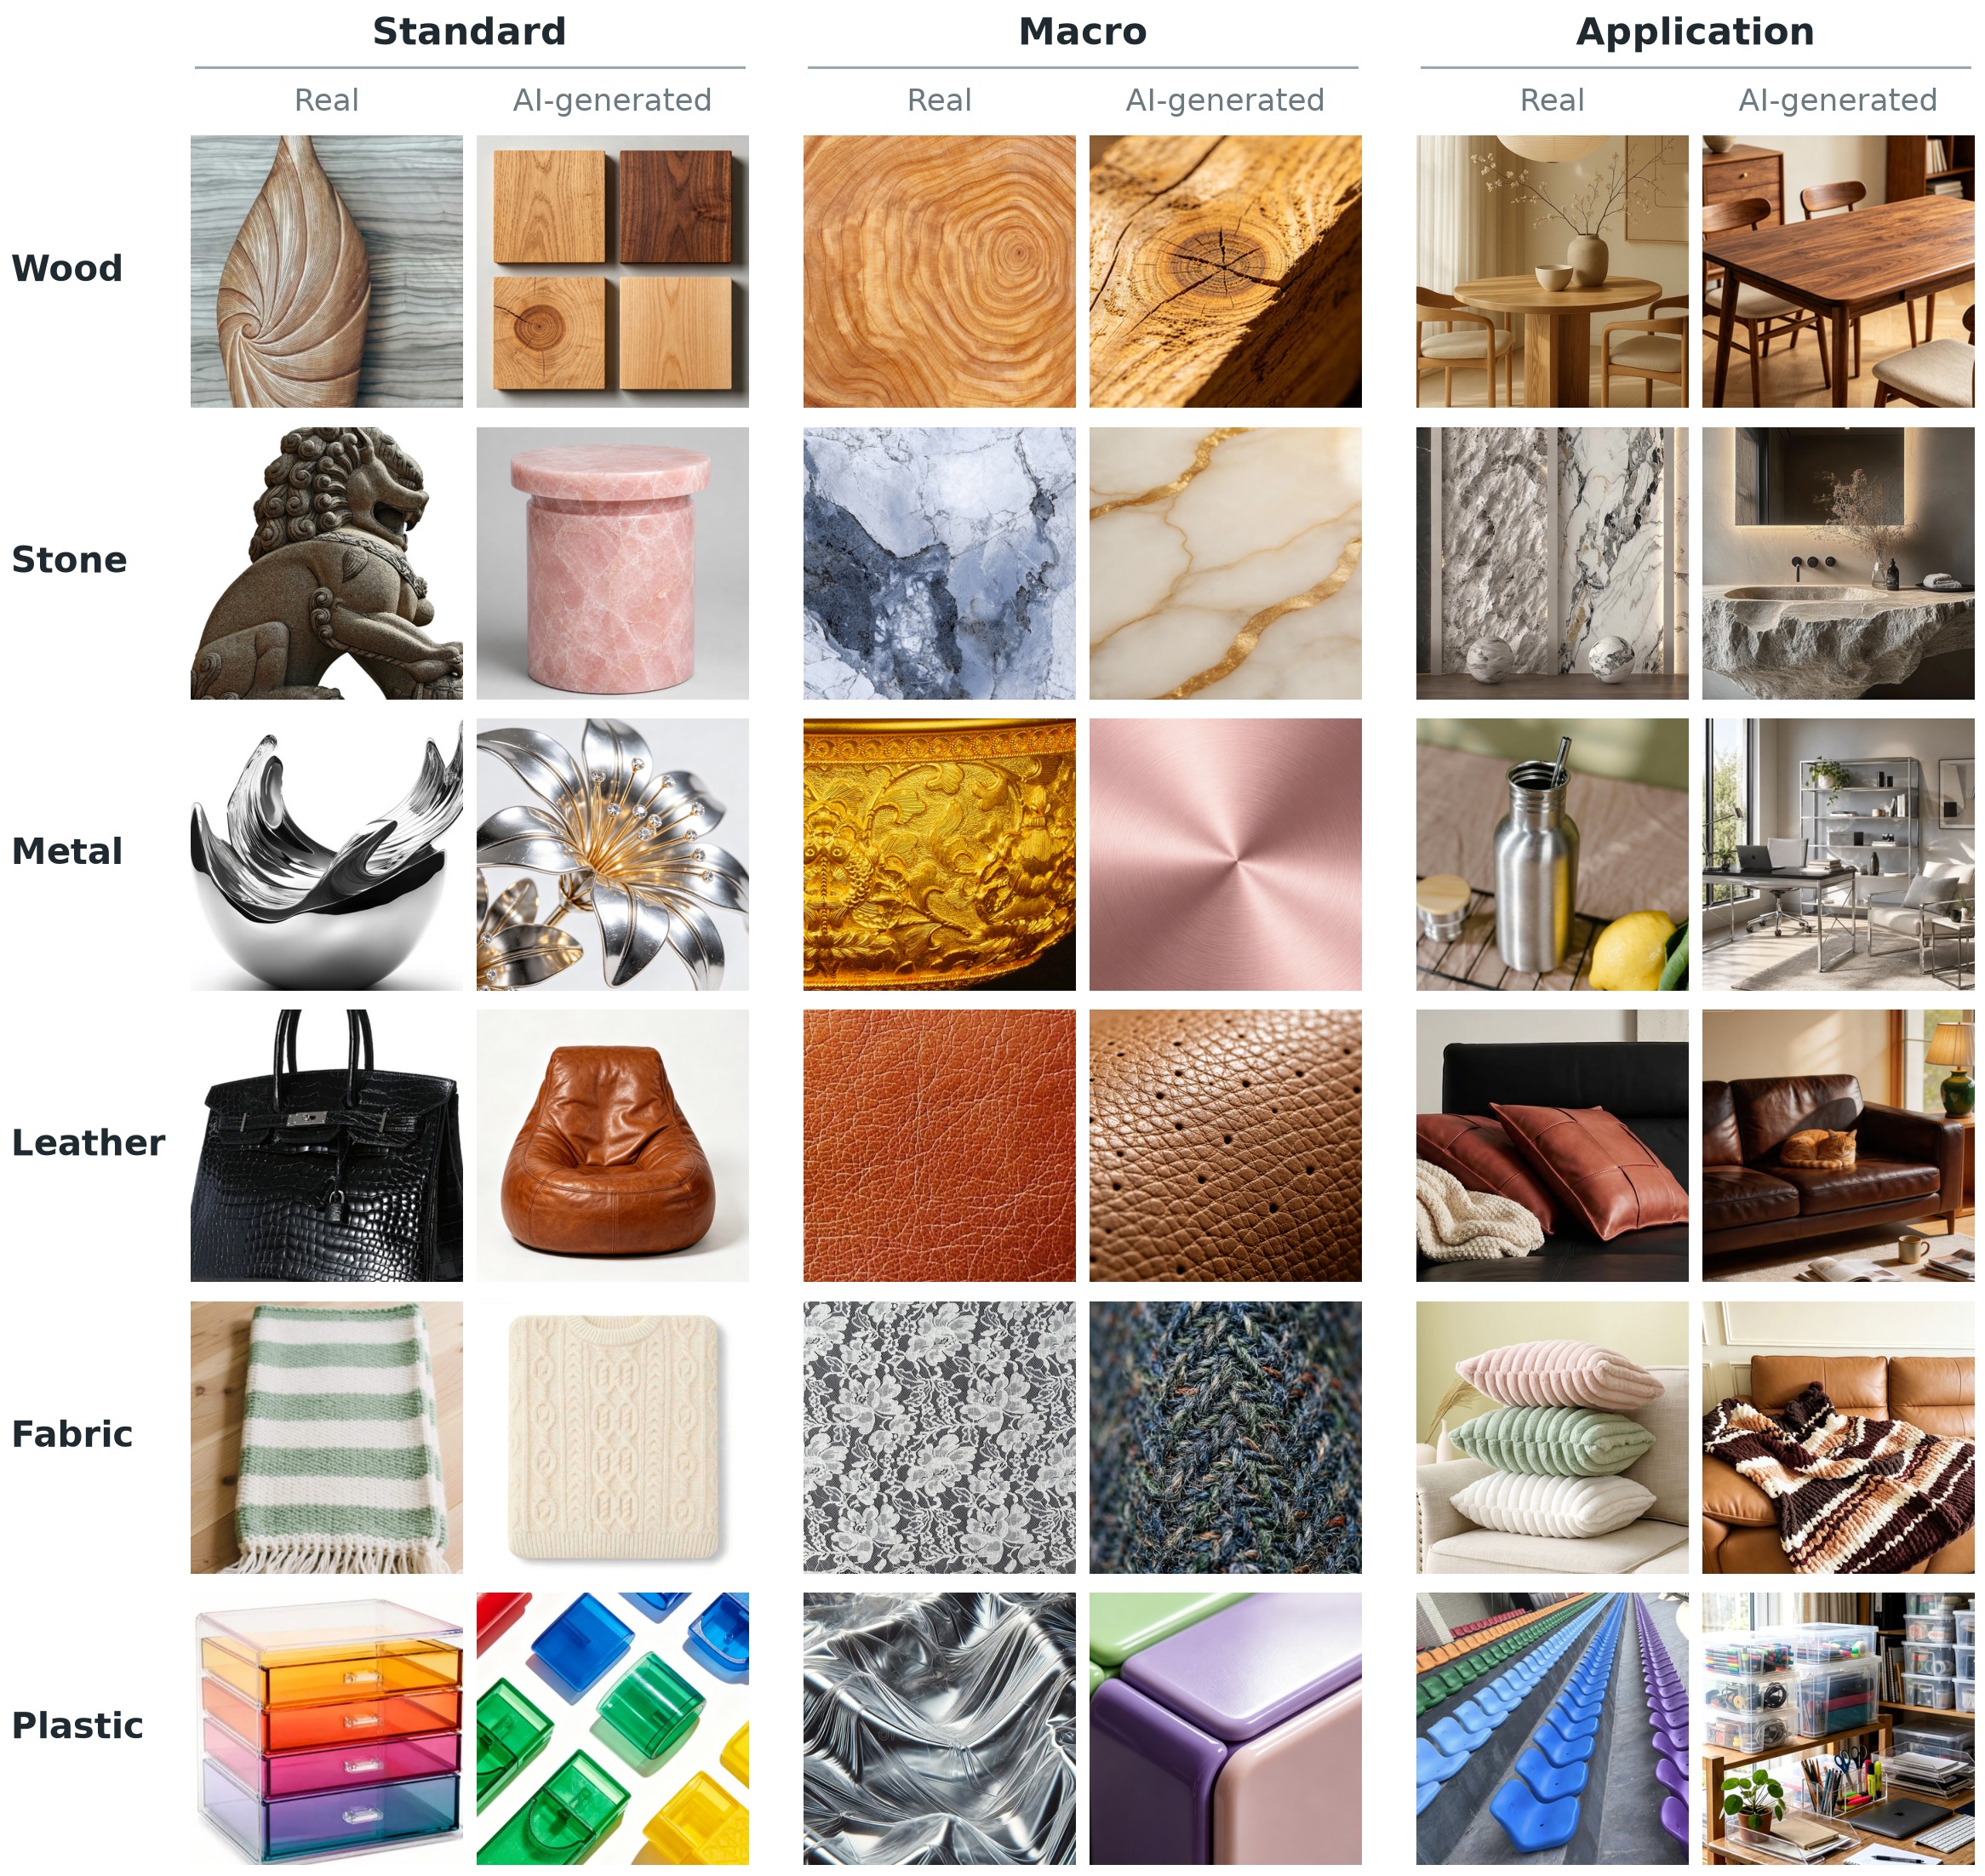 Standard Macro Application
Real AI-generated Real AI-generated Real AI-generated
Wood
Stone
Metal
Leather
Fabric
Plastic